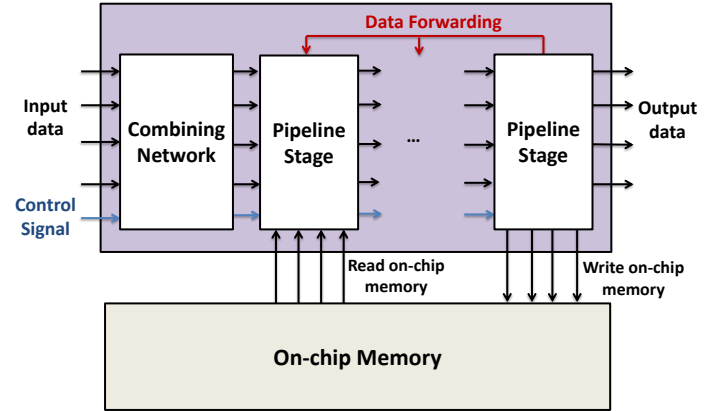 Data Forwarding
Input
data
Combining
Network
Pipeline
Stage
...
Pipeline
Stage
Output
data
Control
Signal
Read on-chip
memory
Write on-chip
memory
On-chip Memory